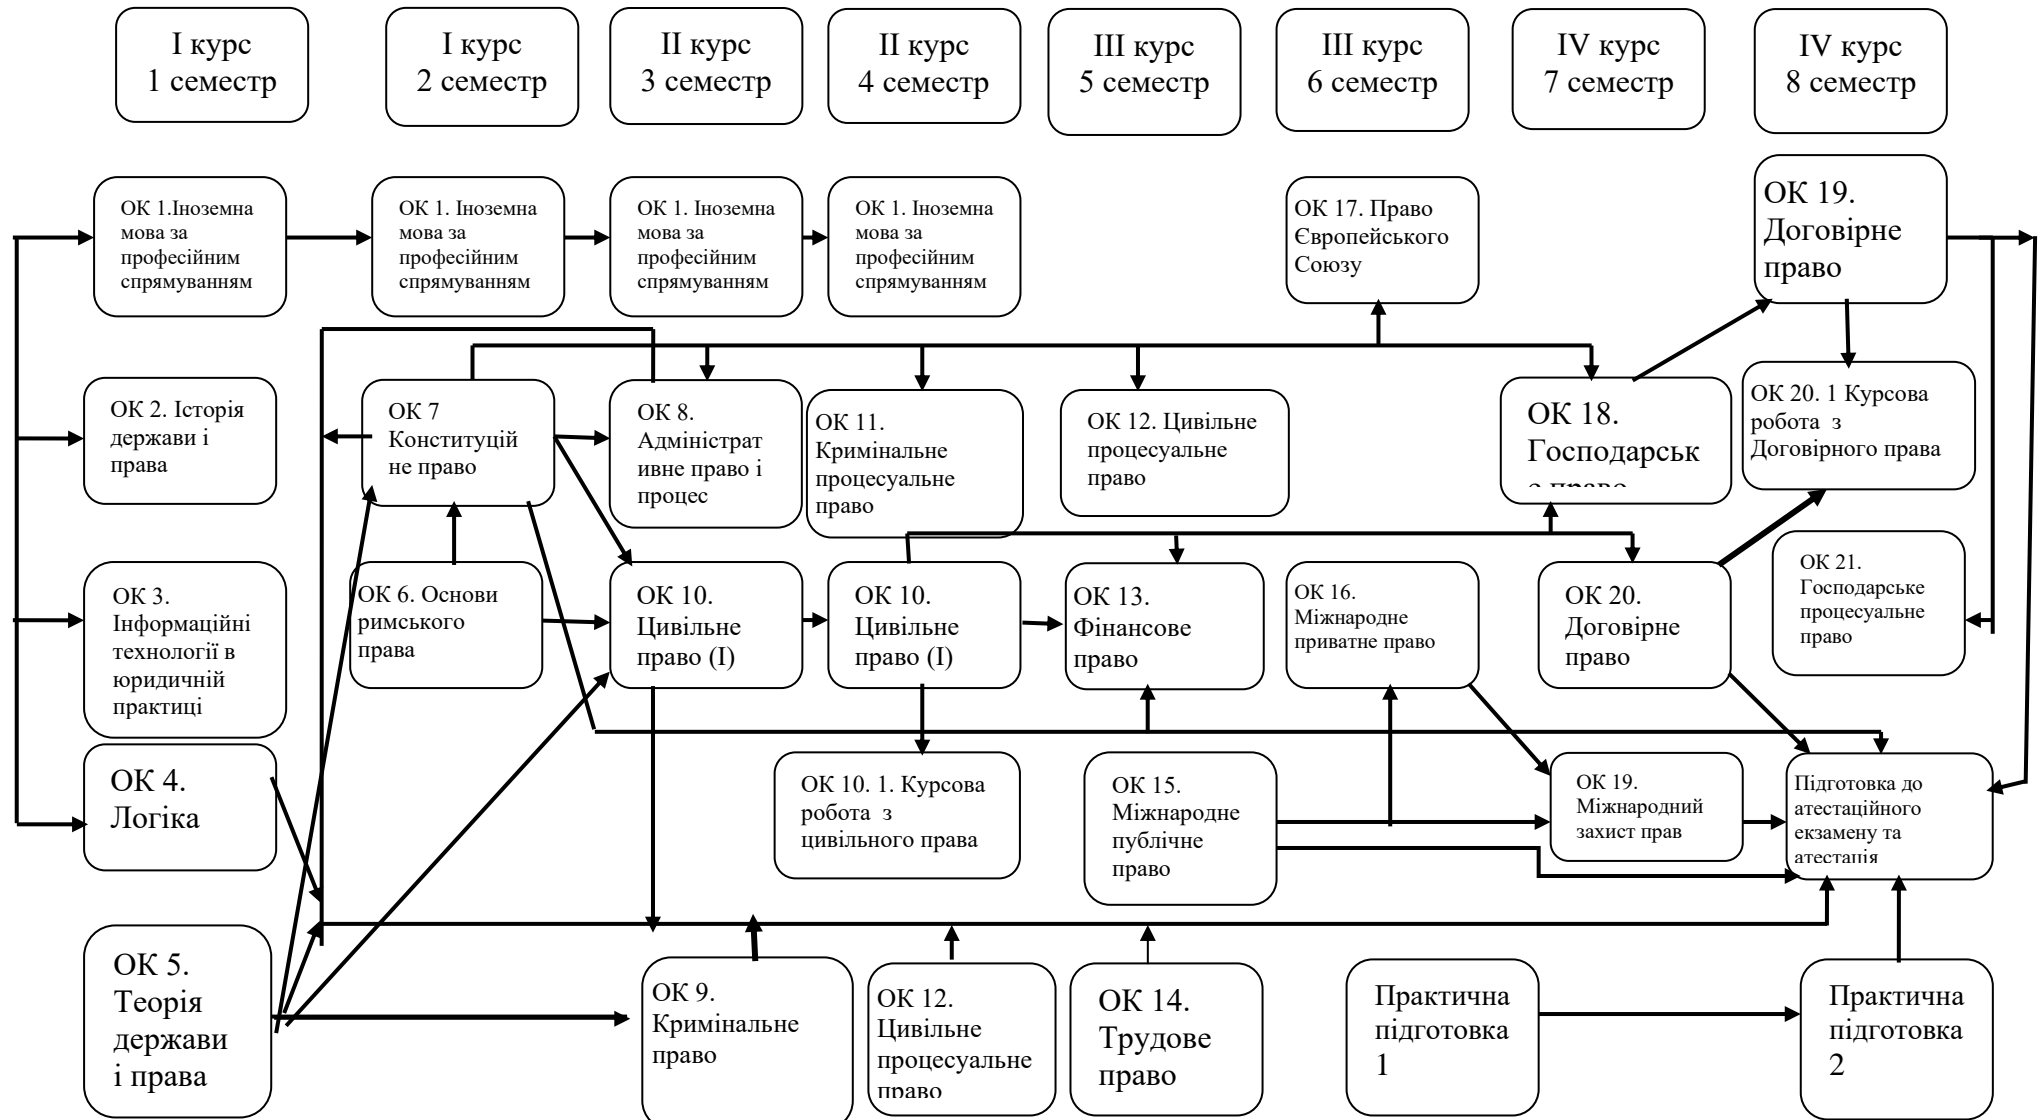 І курс
1 семестр
І курс
2 семестр
ІІ курс
3 семестр
ІІ курс
4 семестр
ІІІ курс
5 семестр
ІІІ курс
6 семестр
ІV курс
7 семестр
ІV курс
8 семестр
ОК 1.Іноземна
мова за
професійним
спрямуванням
ОК 1. Іноземна
мова за
професійним
спрямуванням
ОК 1. Іноземна
мова за
професійним
спрямуванням
ОК 1. Іноземна
мова за
професійним
спрямуванням
ОК 17. Право
Європейського
Союзу
ОК 19.
Договірне
право
ОК 2. Історія
держави і
права
ОК 7
Конституцій
не право
ОК 8.
Адміністрат
ивне право і
процес
ОК 11.
Кримінальне
процесуальне
право
ОК 12. Цивільне
процесуальне
право
ОК 18.
Господарськ
е право
ОК 20. 1 Курсова
робота з
Договірного права
ОК 3.
Інформаційні
технології в
юридичній
практиці
ОК 6. Основи
римського
права
ОК 10.
Цивільне
право (І)
ОК 10.
Цивільне
право (І)
ОК 13.
Фінансове
право
ОК 16.
Міжнародне
приватне право
ОК 20.
Договірне
право
ОК 21.
Господарське
процесуальне
право
ОК 4.
Логіка
ОК 10. 1. Курсова
робота з
цивільного права
ОК 15.
Міжнародне
публічне
право
ОК 19.
Міжнародний
захист прав
Підготовка до
атестаційного
екзамену та
атестація
ОК 5.
Теорія
держави
і права
ОК 9.
Кримінальне
право
ОК 12.
Цивільне
процесуальне
право
ОК 14.
Трудове
право
Практична
підготовка
1
Практична
підготовка
2